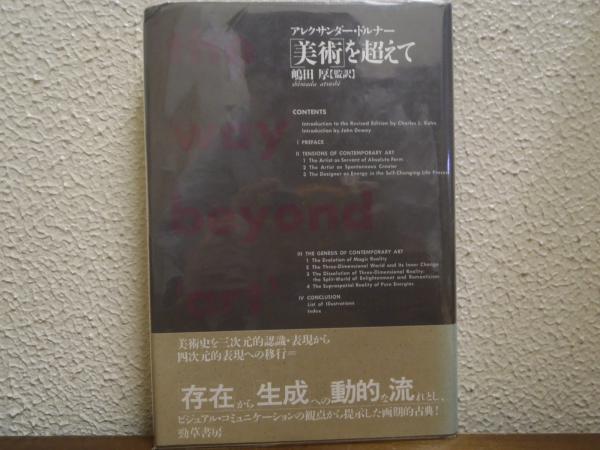 アレクサンダー・ドルナー
「美術」を超えて
嶋田 厚【監訳】
shimada atsushi
the
way
beyond
'art'
CONTENTS
Introduction to the Revised Edition by Charles L. Kuhn
Introduction by John Dewey
I PREFACE
II TENSIONS OF CONTEMPORARY ART
1 The Artist as Servant of Absolute Form
2 The Artist as Spontaneous Creator
3 The Designer as Energy in the Self-Changing Life Process
III THE GENESIS OF CONTEMPORARY ART
1 The Evolution of Magic Reality
2 The Three-Dimensional World and Its Inner Change
3 The Dissolution of Three-Dimensional Reality:
the Split-World of Enlightenment and Romanticism
4 The Supraspatial Reality of Pure Energies
IV CONCLUSION
List of Illustrations
Index
美術史を三次元的認識・表現から
四次元的表現への移行=
存在から生成への動的な流れとし、
ビジュアル・コミュニケーションの観点から提示した画期的古典!
勁草書房